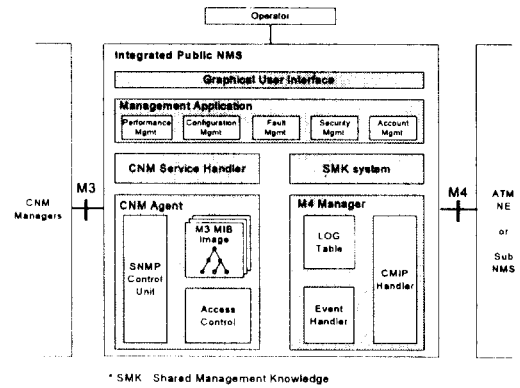 Operator
Integrated Public NMS
Graphical User Interface
Management Application
Performance
Mgmt
Configuration
Mgmt
Fault
Mgmt
Security
Mgmt
Account
Mgmt
CNM Service Handler
SMK system
M3
M4
CNM
Managers
CNM Agent
SNMP
Control
Unit
M3 MIB
Image
Access
Control
M4 Manager
LOG
Table
Event
Handler
CMIP
Handler
ATM
NE
or
Sub
NMS
* SMK Shared Management Knowledge